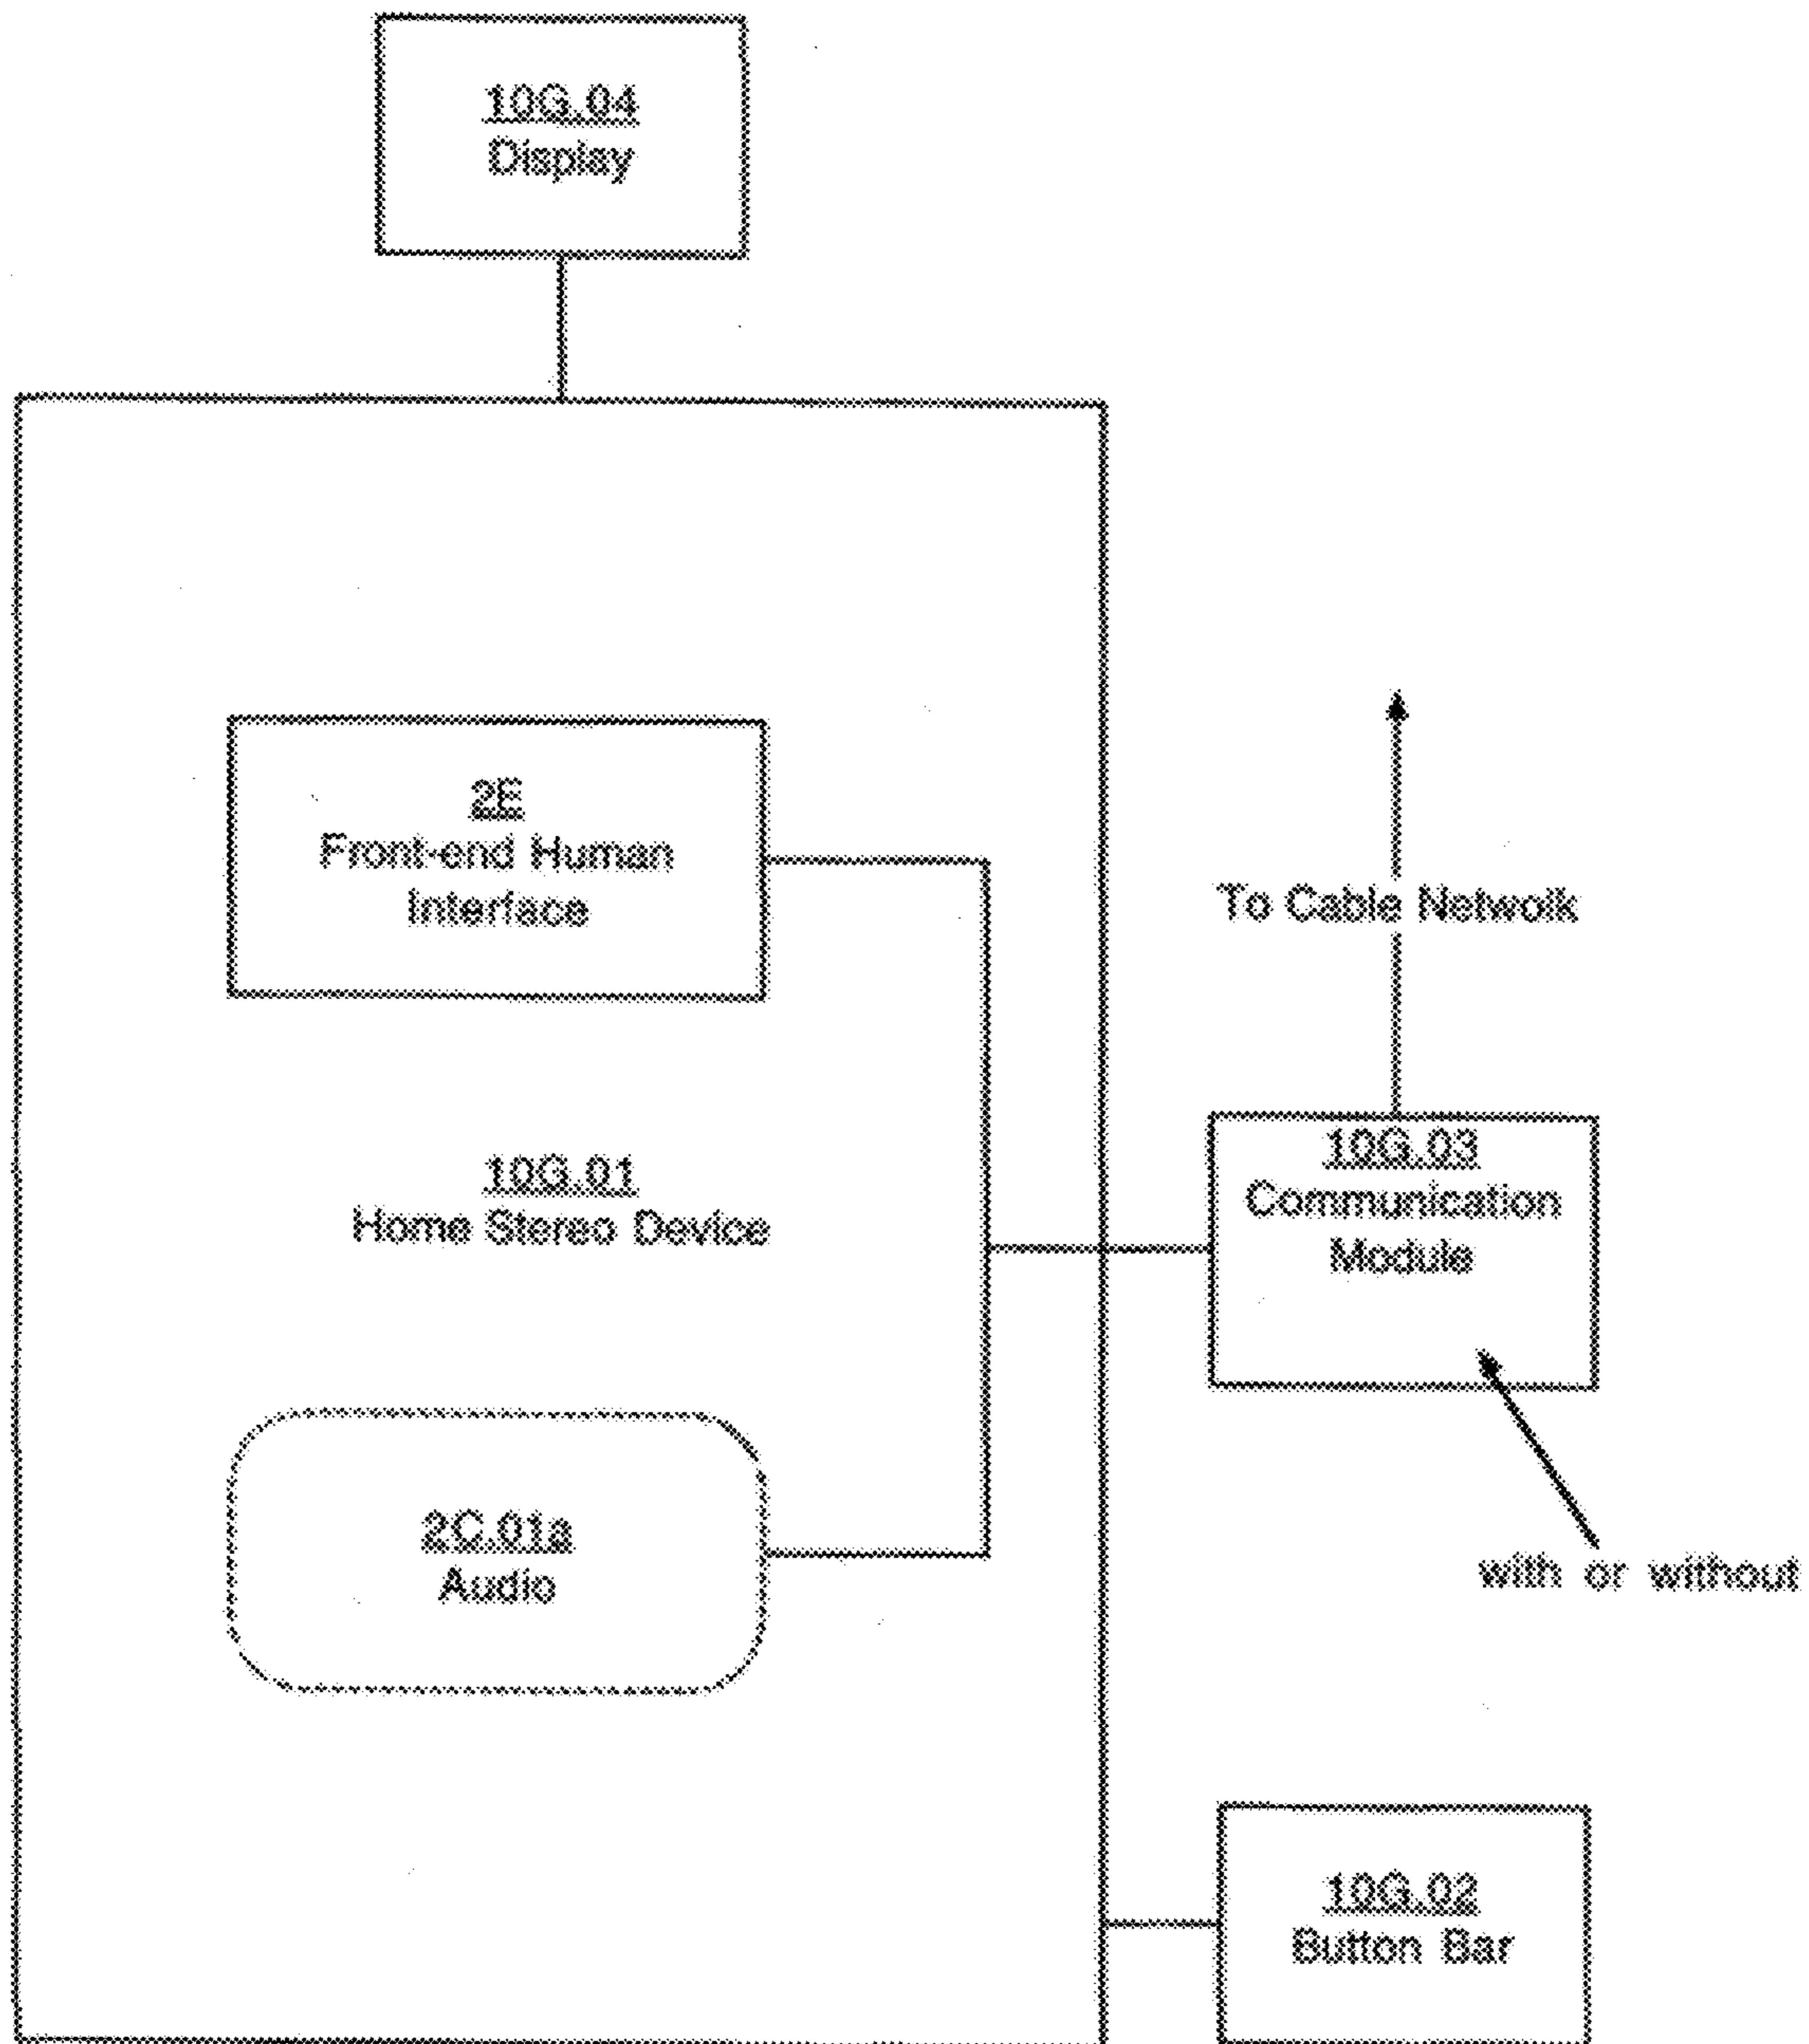 10G.04
Display
2E
Front-end Human
Interface
To Cable Netwoik
10G.01
Home Stereo Device
10G.03
Communication
Module
2C.01a
Audio
with or without
10G.02
Button Bar